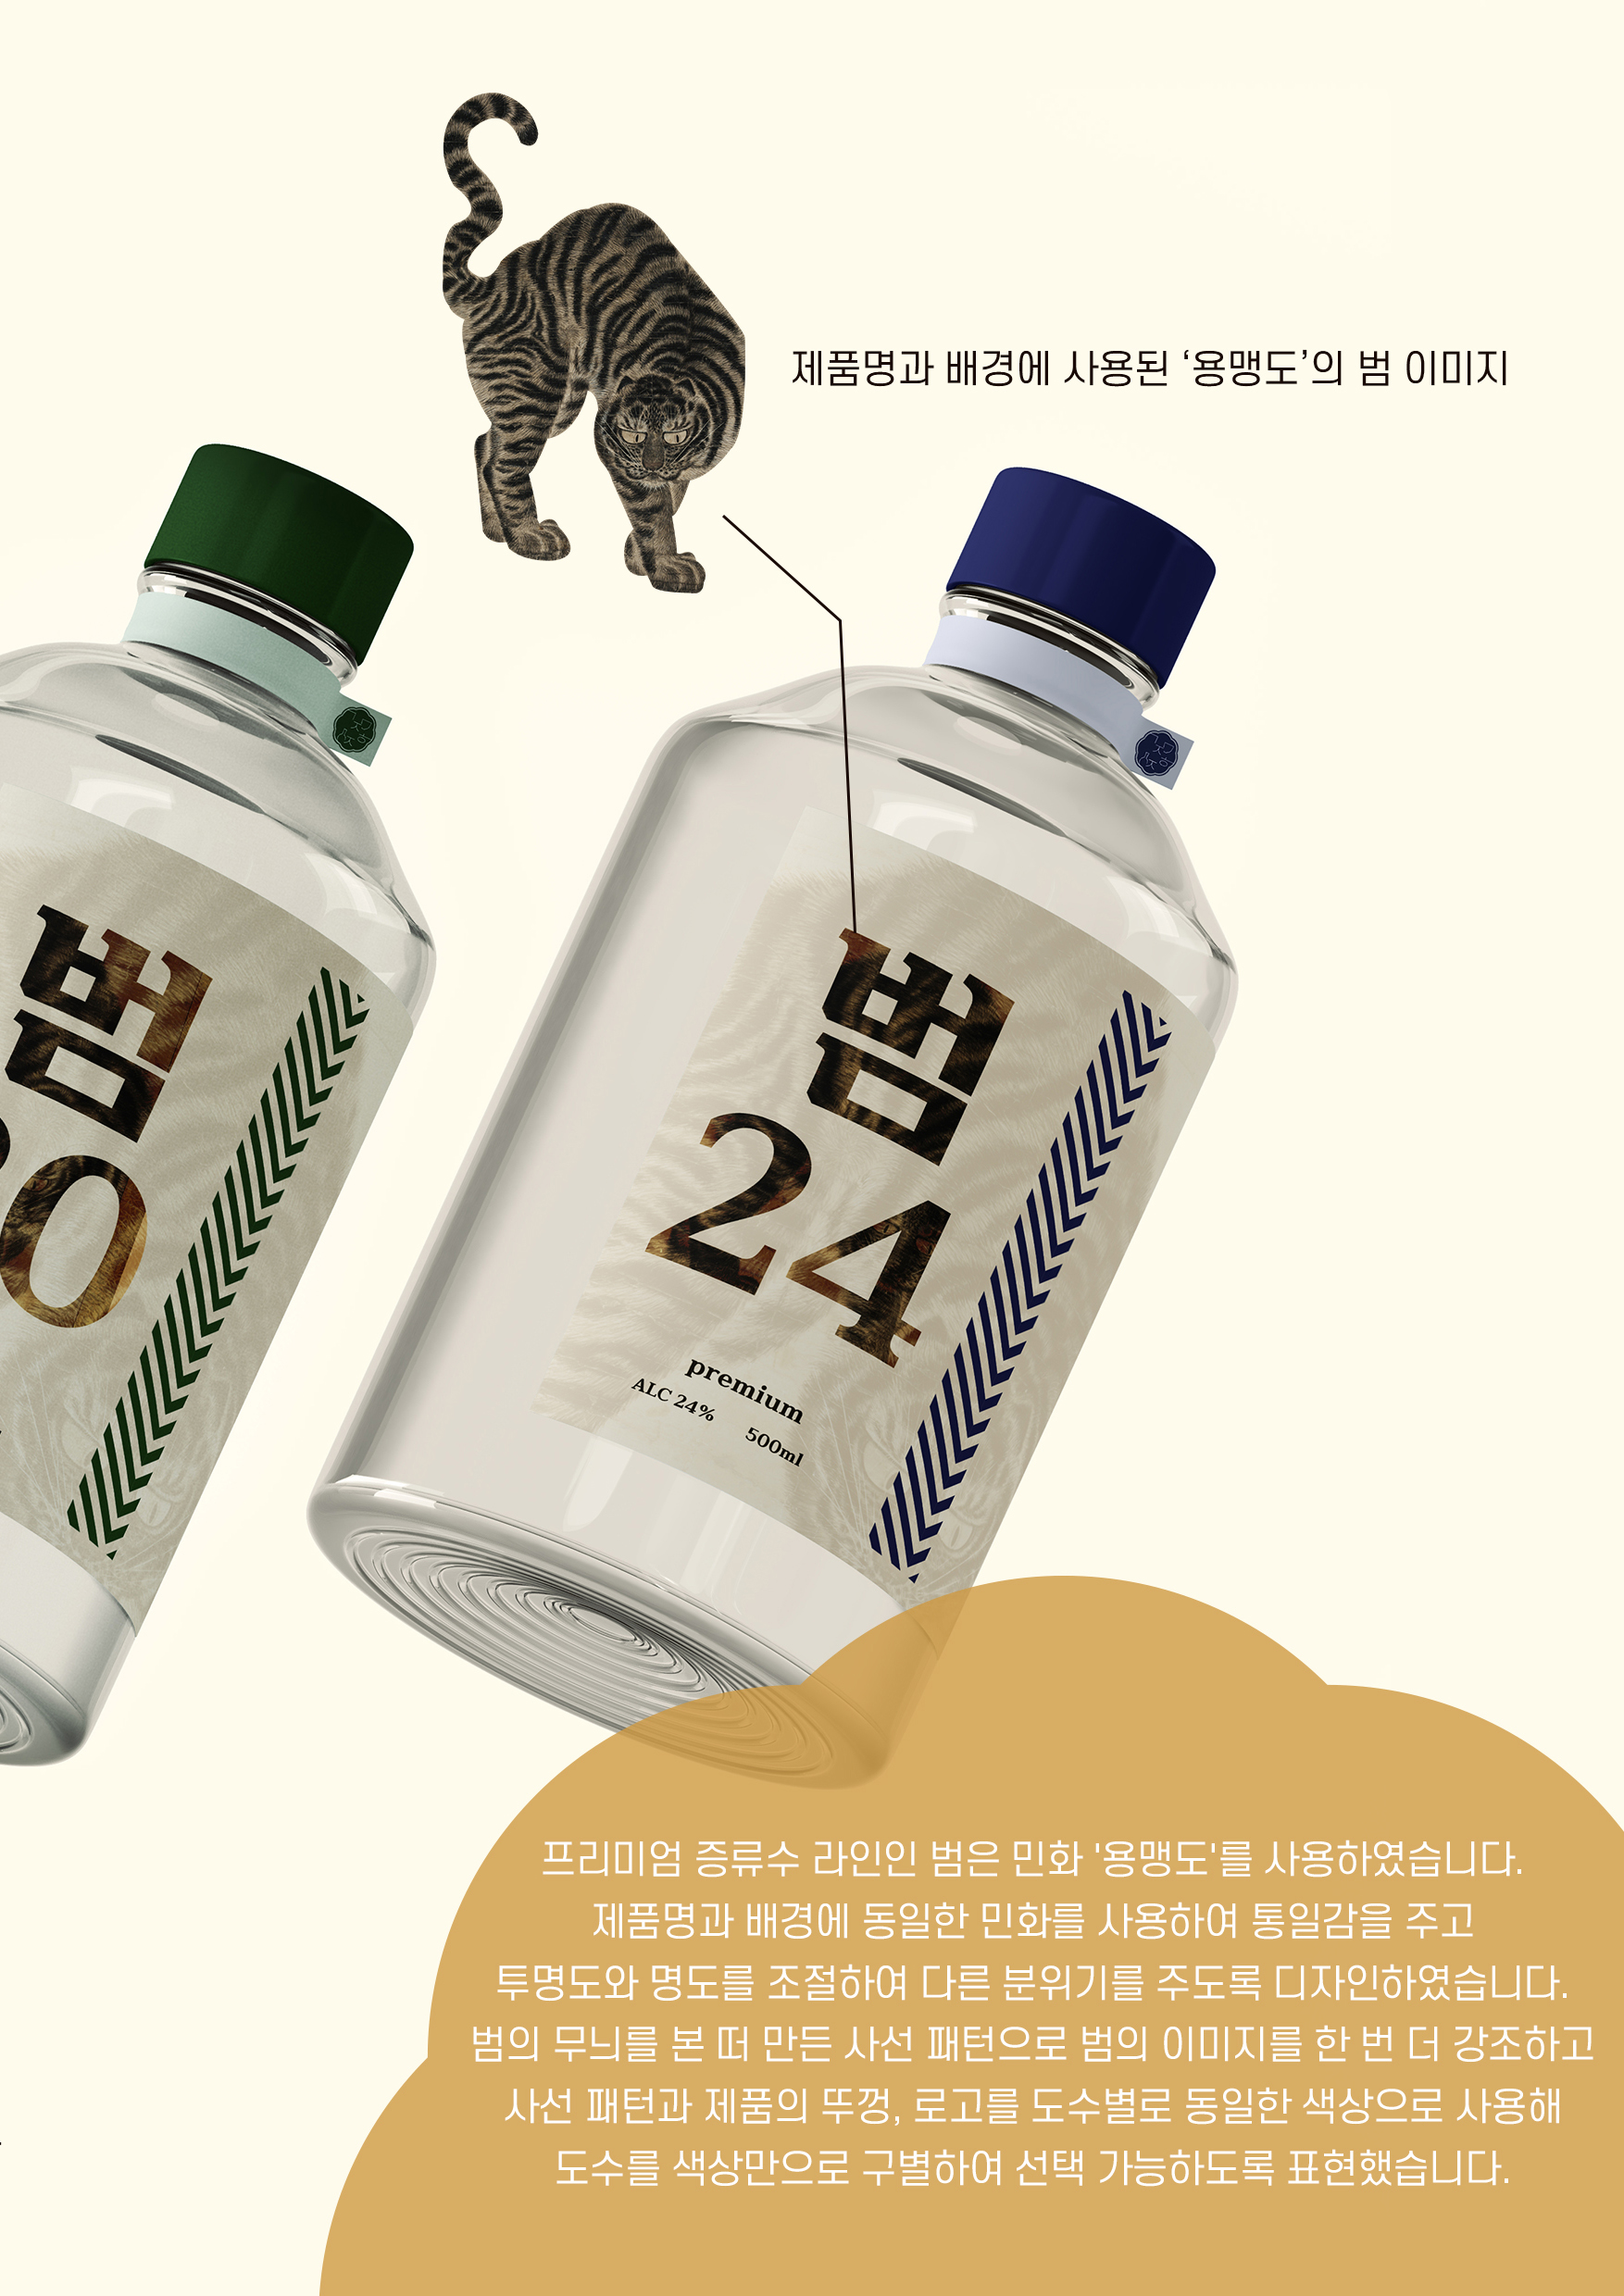 제품명과 배경에 사용된 ‘용맹도’의 범 이미지
범
범
24
premium
ALC 24%
500ml
프리미엄 증류수 라인인 범은 민화 '용맹도'를 사용하였습니다.
제품명과 배경에 동일한 민화를 사용하여 통일감을 주고
투명도와 명도를 조절하여 다른 분위기를 주도록 디자인하였습니다.
범의 무늬를 본 떠 만든 사선 패턴으로 범의 이미지를 한 번 더 강조하고
사선 패턴과 제품의 뚜껑, 로고를 도수별로 동일한 색상으로 사용해
도수를 색상만으로 구별하여 선택 가능하도록 표현했습니다.